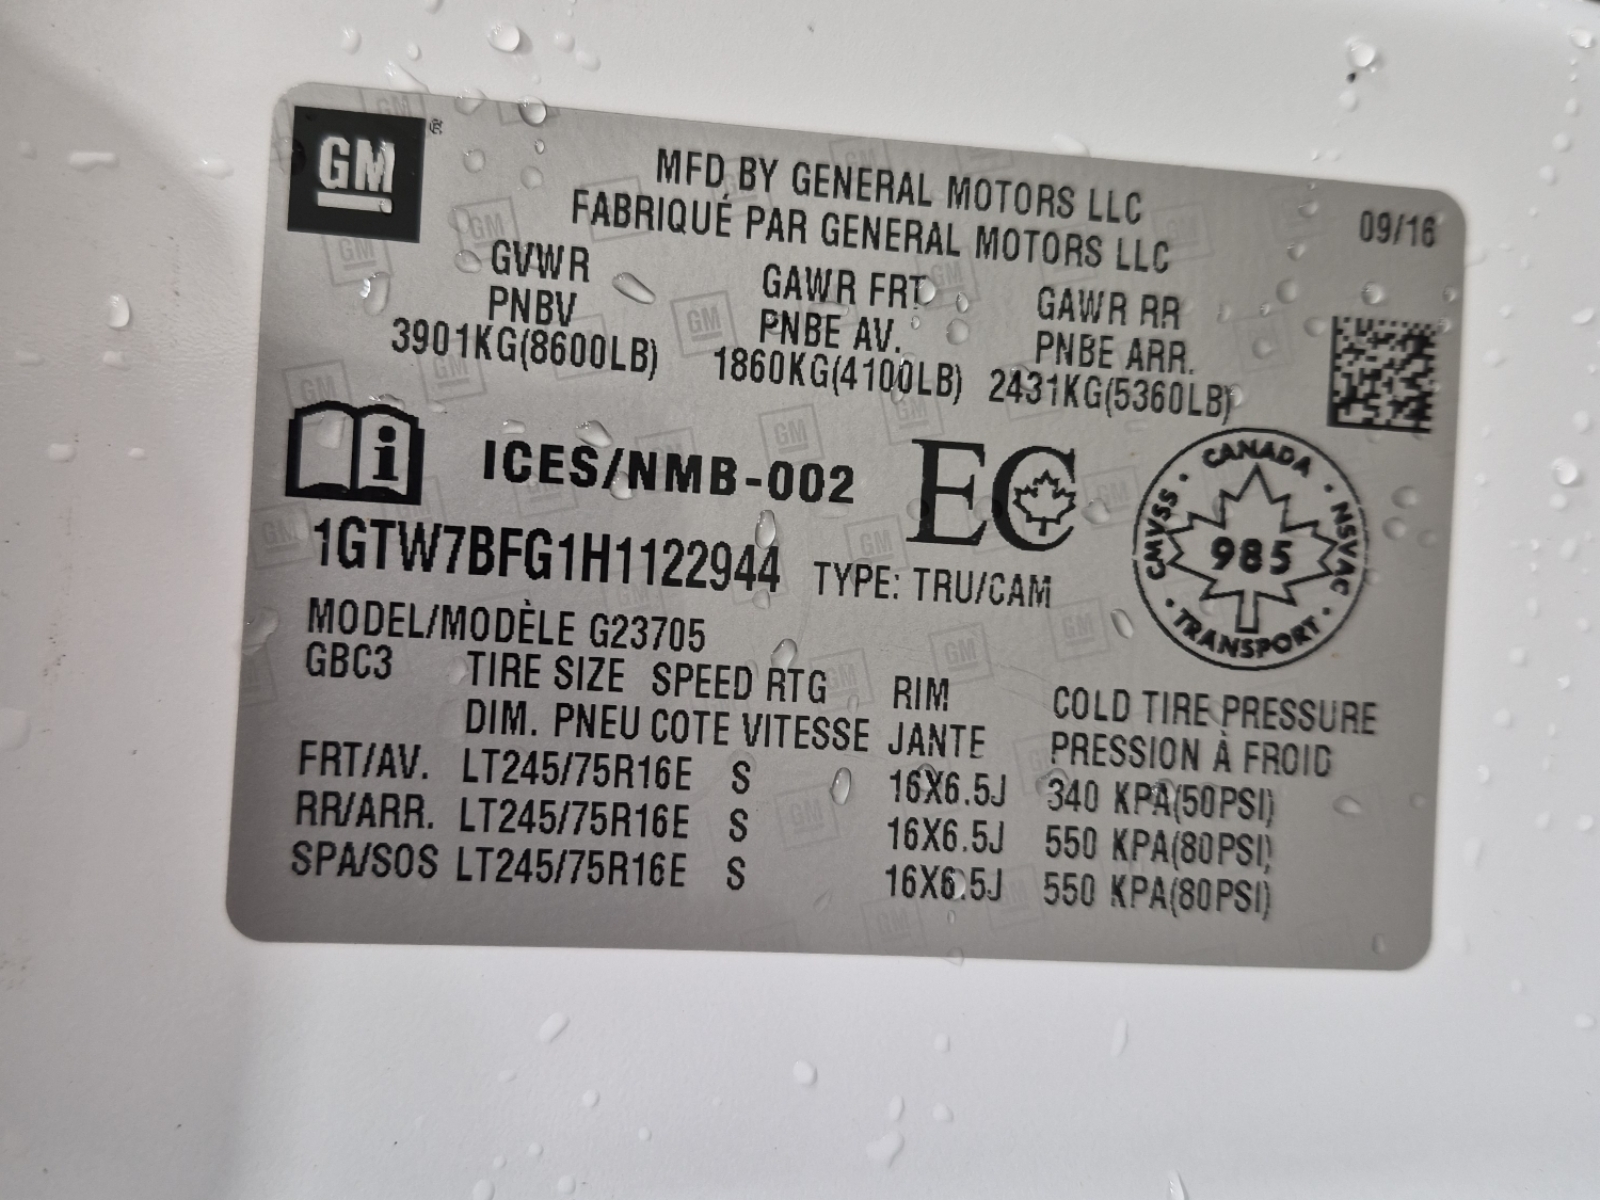 GM ®
MFD BY GENERAL MOTORS LLC
FABRIQUÉ PAR GENERAL MOTORS LLC
09/16
GVWR GAWR FRT GAWR RR
PNBV PNBE AV. PNBE ARR.
3901KG(8600LB) 1860KG(4100LB) 2431KG(5360LB)
ICES/NMB-002 EC
CANADA
CMVSS · 985 · NSVAC
· TRANSPORT ·
1GTW7BFG1H1122944 TYPE: TRU/CAM
MODEL/MODÈLE G23705
GBC3 TIRE SIZE SPEED RTG RIM COLD TIRE PRESSURE
DIM. PNEU COTE VITESSE JANTE PRESSION À FROID
FRT/AV. LT245/75R16E S 16X6.5J 340 KPA(50PSI)
RR/ARR. LT245/75R16E S 16X6.5J 550 KPA(80PSI)
SPA/SOS LT245/75R16E S 16X6.5J 550 KPA(80PSI)